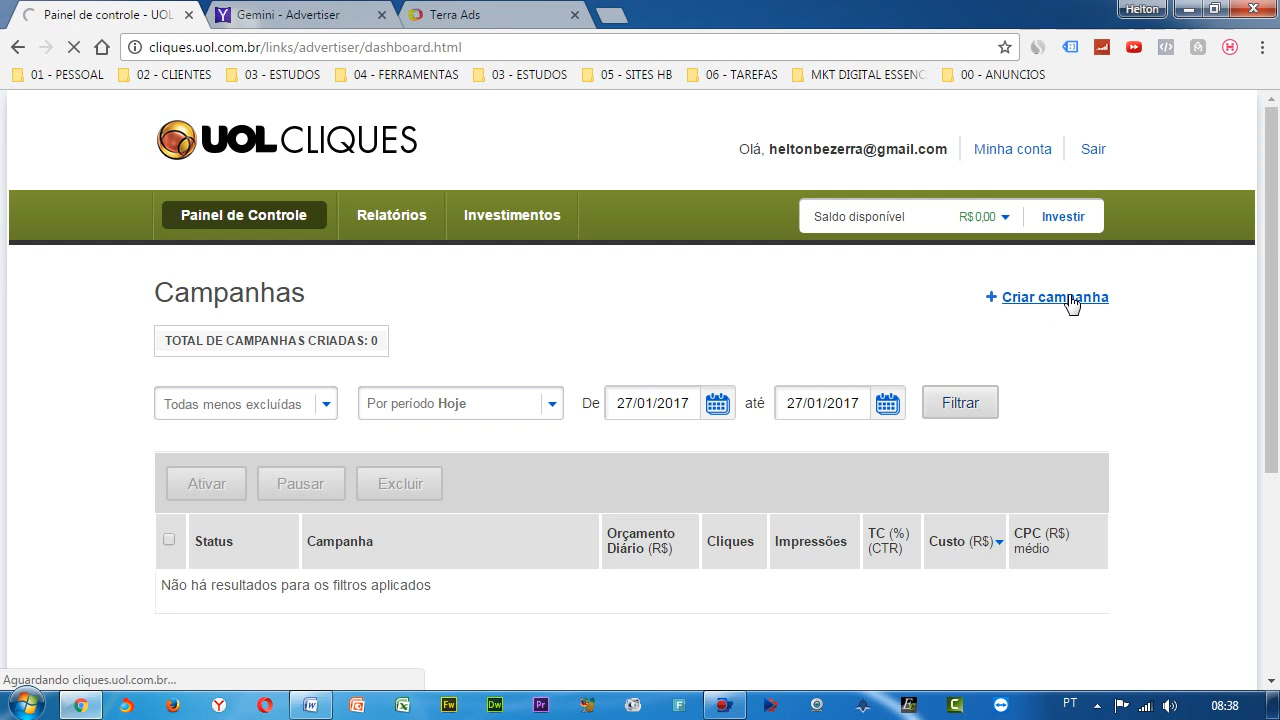 Painel de controle - UOL
Gemini - Advertiser
Terra Ads
Helton
cliques.uol.com.br/links/advertiser/dashboard.html
01 - PESSOAL
02 - CLIENTES
03 - ESTUDOS
04 - FERRAMENTAS
03 - ESTUDOS
05 - SITES HB
06 - TAREFAS
MKT DIGITAL ESSENC
00 - ANUNCIOS
UOL CLIQUES
Olá, heltonbezerra@gmail.com
Minha conta
Sair
Painel de Controle
Relatórios
Investimentos
Saldo disponível
R$ 0,00
Investir
Campanhas
+ Criar campanha
TOTAL DE CAMPANHAS CRIADAS: 0
Todas menos excluídas
Por período Hoje
De
27/01/2017
até
27/01/2017
Filtrar
Ativar
Pausar
Excluir
Status
Campanha
Orçamento
Diário (R$)
Cliques
Impressões
TC (%)
(CTR)
Custo (R$)
CPC (R$)
médio
Não há resultados para os filtros aplicados
Aguardando cliques.uol.com.br...
Fw
Dw
Pr
F
PT
08:38